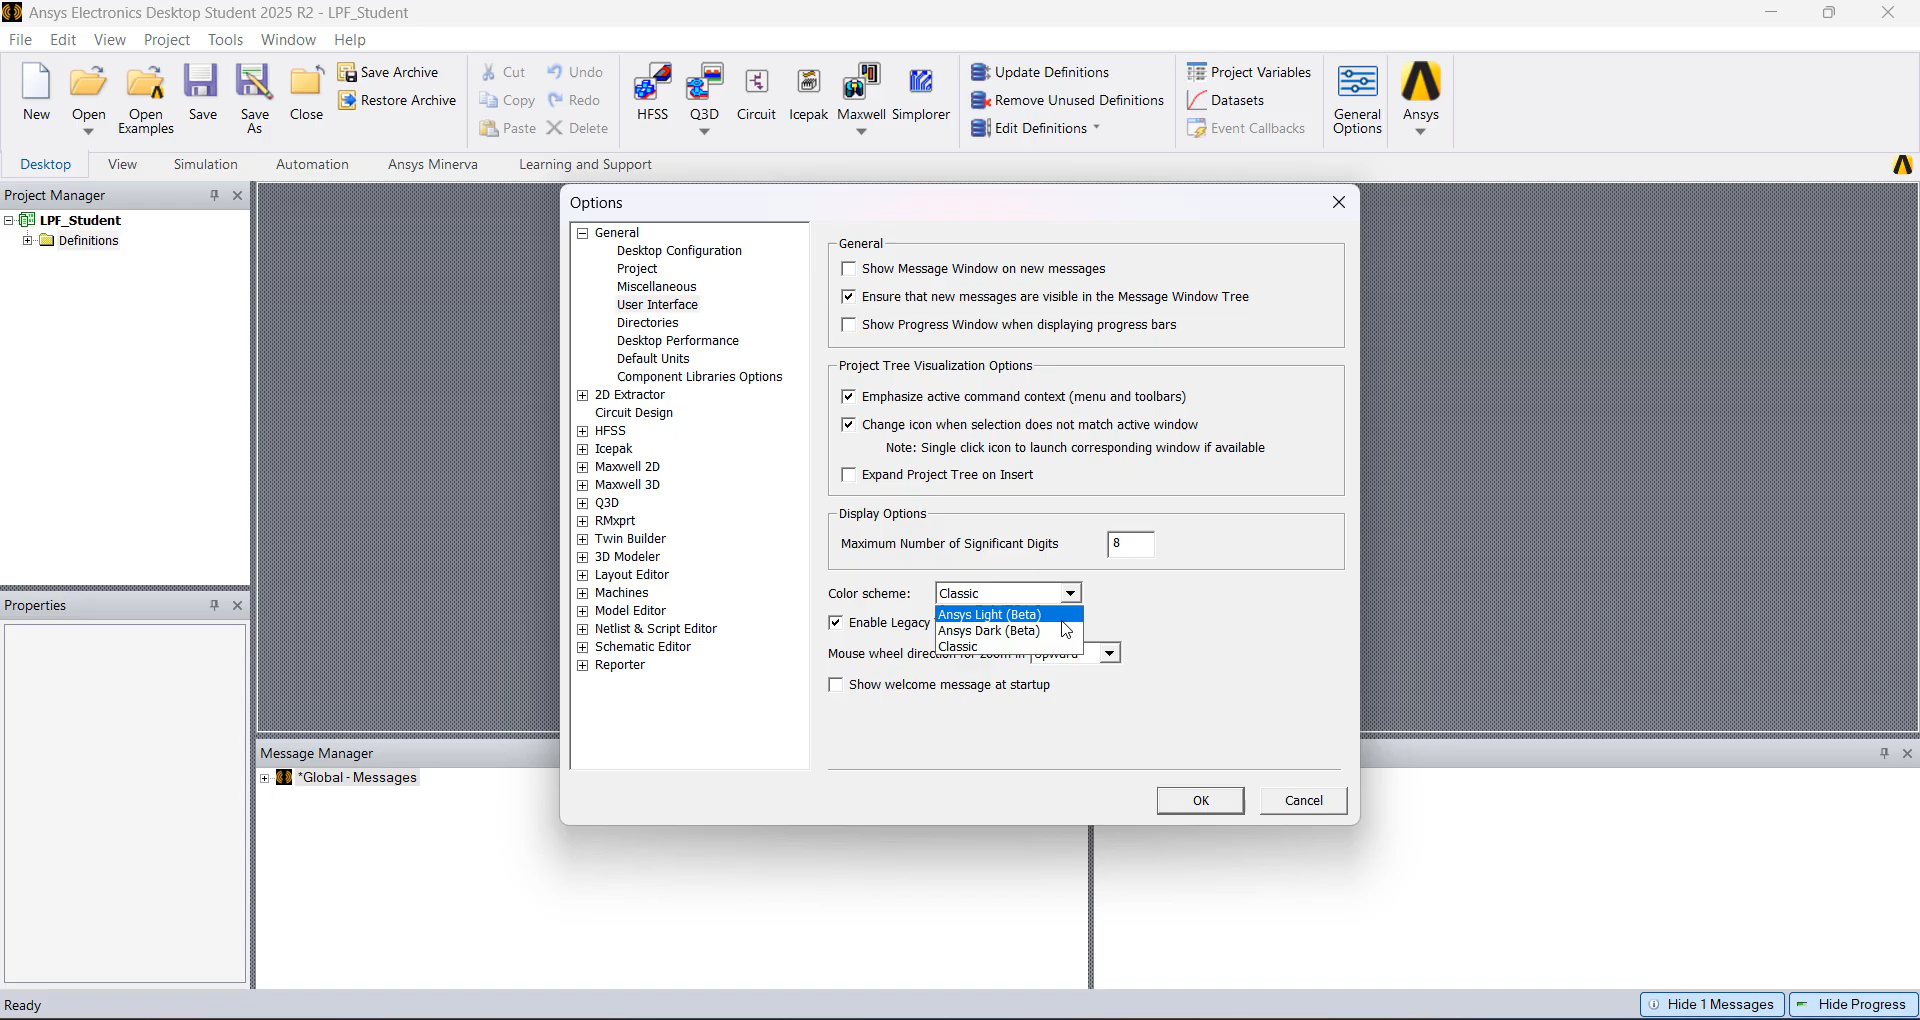 Ansys Electronics Desktop Student 2025 R2 - LPF_Student
File Edit View Project Tools Window Help
New
Open
Open Examples
Save
Save As
Close
Save Archive
Restore Archive
Cut
Copy
Paste
Undo
Redo
Delete
HFSS
Q3D
Circuit
Icepak
Maxwell
Simplorer
Update Definitions
Remove Unused Definitions
Edit Definitions
Project Variables
Datasets
Event Callbacks
General Options
Ansys
Desktop View Simulation Automation Ansys Minerva Learning and Support
Project Manager
LPF_Student
Definitions
Properties
Options
General
Desktop Configuration
Project
Miscellaneous
User Interface
Directories
Desktop Performance
Default Units
Component Libraries Options
2D Extractor
Circuit Design
HFSS
Icepak
Maxwell 2D
Maxwell 3D
Q3D
RMxprt
Twin Builder
3D Modeler
Layout Editor
Machines
Model Editor
Netlist & Script Editor
Schematic Editor
Reporter
General
Show Message Window on new messages
Ensure that new messages are visible in the Message Window Tree
Show Progress Window when displaying progress bars
Project Tree Visualization Options
Emphasize active command context (menu and toolbars)
Change icon when selection does not match active window
Note: Single click icon to launch corresponding window if available
Expand Project Tree on Insert
Display Options
Maximum Number of Significant Digits 8
Color scheme: Classic
Ansys Light (Beta)
Ansys Dark (Beta)
Classic
Enable Legacy
Mouse wheel direction for zoom in Upward
Show welcome message at startup
OK Cancel
Message Manager
*Global - Messages
Ready
Hide 1 Messages
Hide Progress